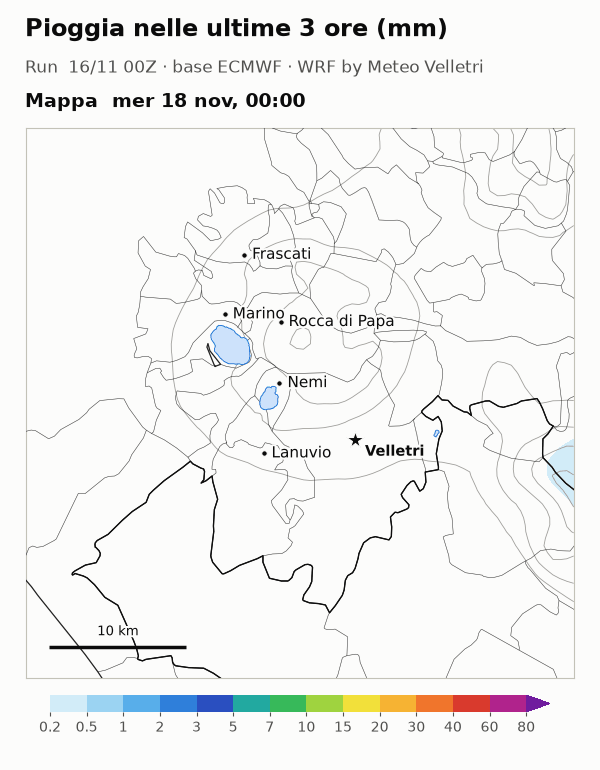 Pioggia nelle ultime 3 ore (mm)
Run  16/11 00Z · base ECMWF · WRF by Meteo Velletri
Mappa  mer 18 nov, 00:00
Frascati
Marino
Rocca di Papa
Nemi
Velletri
Lanuvio
10 km
0.2 0.5 1 2 3 5 7 10 15 20 30 40 60 80